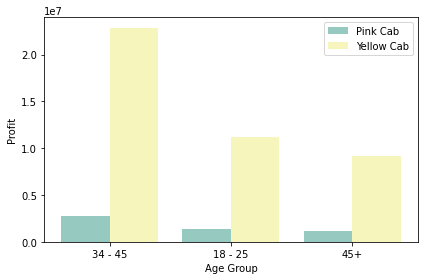 1e7
Pink Cab
Yellow Cab
2.0
1.5
1.0
0.5
0.0
Profit
34 - 45
18 - 25
45+
Age Group